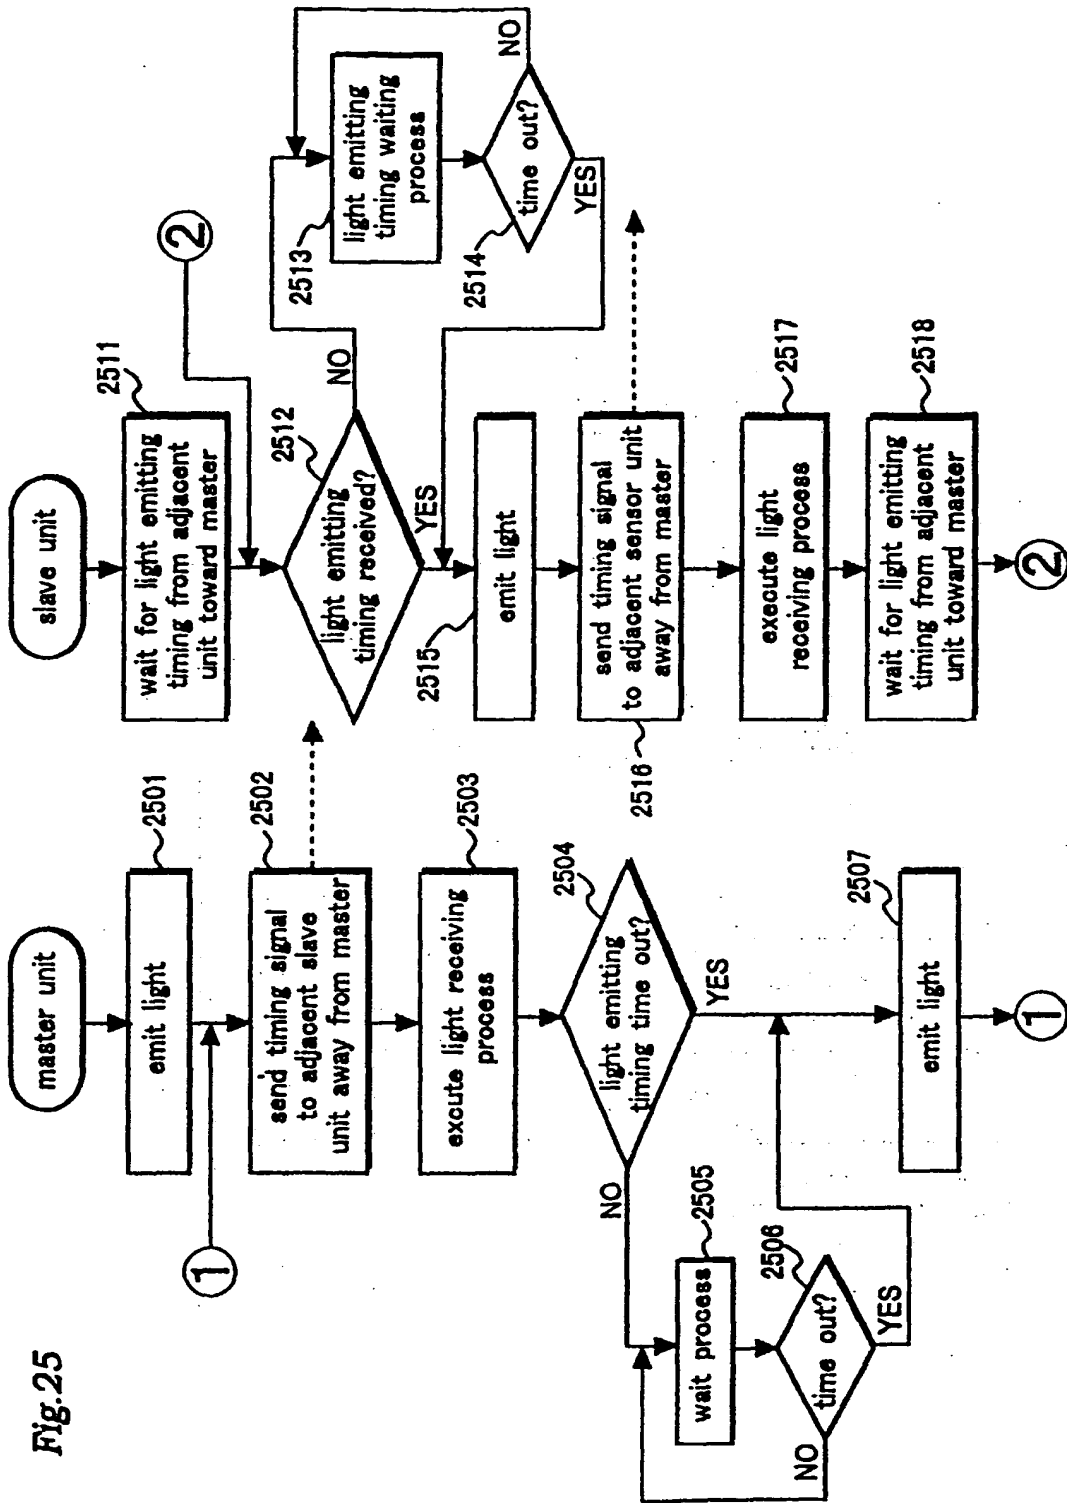 Fig.25
master unit
emit light
2501
1
send timing signal
to adjacent slave
unit away from master
2502
excute light receiving
process
2503
light emitting
timing time out?
2504
NO
YES
wait process
2505
time out?
2506
NO
YES
emit light
2507
1
slave unit
wait for light emitting
timing from adjacent
unit toward master
2511
2
light emitting
timing received?
2512
NO
YES
light emitting
timing waiting
process
2513
time out?
2514
NO
YES
emit light
2515
send timing signal
to adjacent sensor unit
away from master
2516
execute light
receiving process
2517
wait for light emitting
timing from adjacent
unit toward master
2518
2